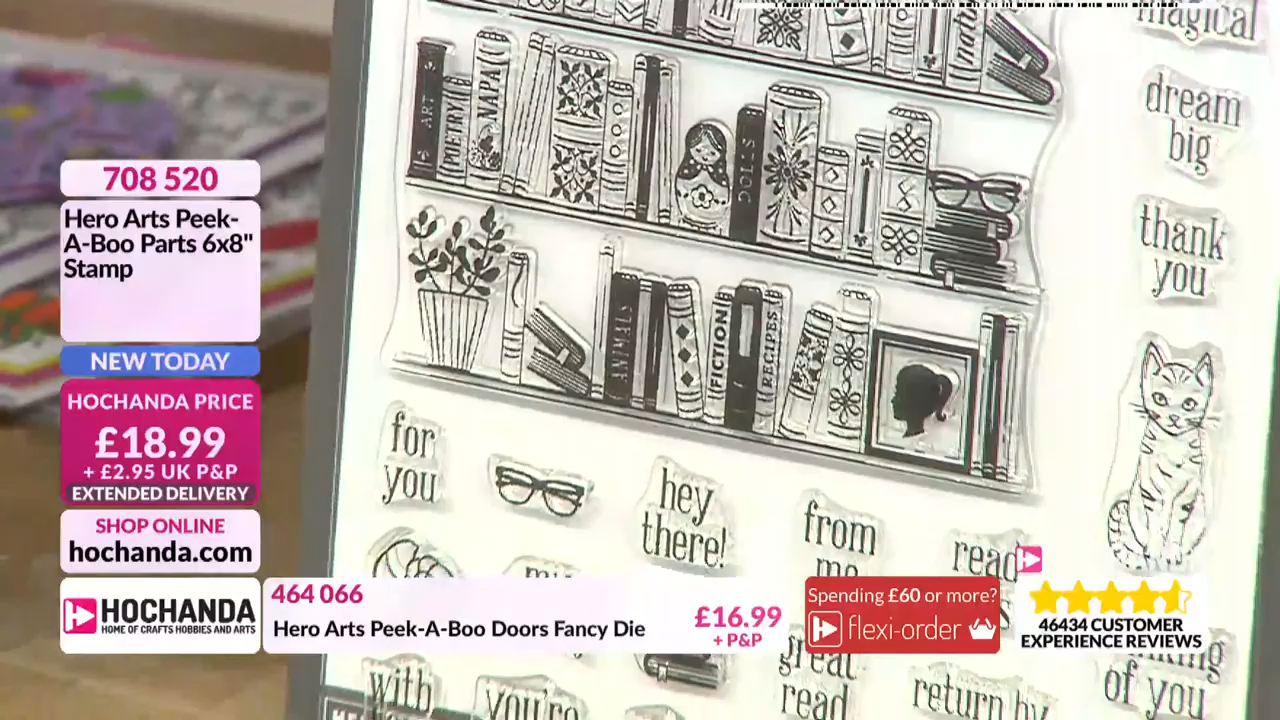 magical
dream
big
thank
you
ART
POETRY
NAPA
DOLLS
ANIMALS
FICTION
RECIPES
for
you
hey
there!
from
me
read
great
read
of you
with
you're
return by
708 520
Hero Arts Peek-
A-Boo Parts 6x8"
Stamp
NEW TODAY
HOCHANDA PRICE
£18.99
+ £2.95 UK P&P
EXTENDED DELIVERY
SHOP ONLINE
hochanda.com
HOCHANDA
HOME OF CRAFTS HOBBIES AND ARTS
464 066
Hero Arts Peek-A-Boo Doors Fancy Die
£16.99
+ P&P
Spending £60 or more?
flexi-order
46434 CUSTOMER
EXPERIENCE REVIEWS